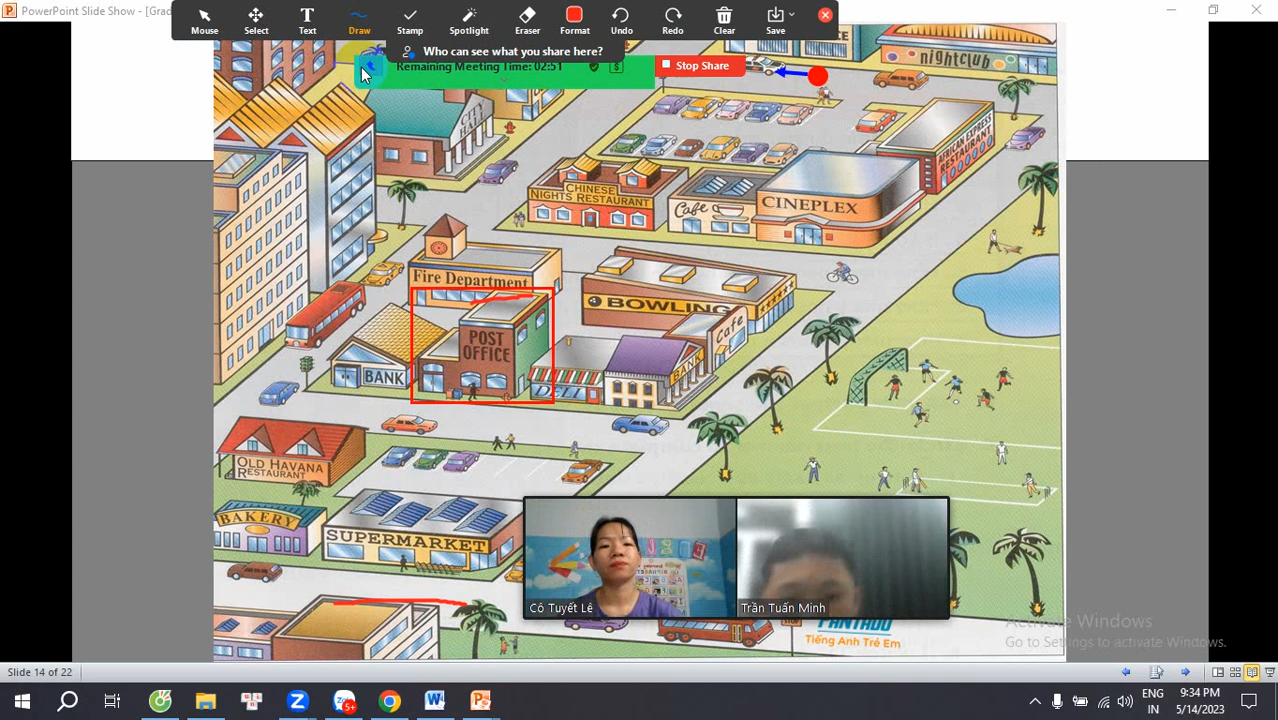 PowerPoint Slide Show - [Grad
Mouse
Select
Text
Draw
Stamp
Spotlight
Eraser
Format
Undo
Redo
Clear
Save
Who can see what you share here?
Remaining Meeting Time: 02:51
Stop Share
nightclub
CITY HALL
AFRICAN EXPRESS
RESTAURANT
CHINESE
NIGHTS RESTAURANT
Cafe
CINEPLEX
Fire Department
BOWLING
POST
OFFICE
Cafe
BANK
BANK
DELI
OLD HAVANA
RESTAURANT
BAKERY
SUPERMARKET
Cô Tuyết Lê
Trần Tuấn Minh
PANTADO
Tiếng Anh Trẻ Em
Activate Windows
Go to Settings to activate Windows.
Slide 14 of 22
5+
ENG
IN
9:34 PM
5/14/2023